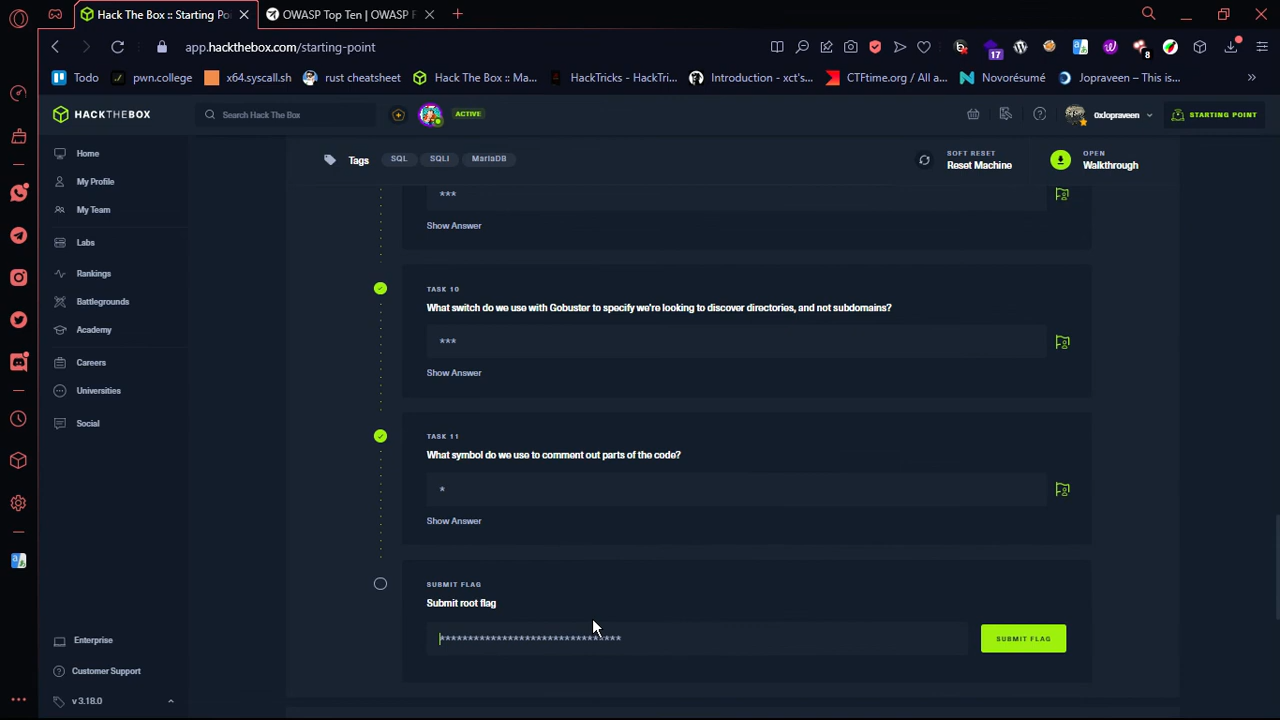 Hack The Box :: Starting Po
OWASP Top Ten | OWASP F
app.hackthebox.com/starting-point
17
8
Todo
pwn.college
x64.syscall.sh
rust cheatsheet
Hack The Box :: Ma...
HackTricks - HackTri...
Introduction - xct's...
CTFtime.org / All a...
Novorésumé
Jopraveen – This is...
HACKTHEBOX
Search Hack The Box
ACTIVE
0xJopraveen
STARTING POINT
Home
My Profile
My Team
Labs
Rankings
Battlegrounds
Academy
Careers
Universities
Social
Enterprise
Customer Support
v 3.18.0
Tags
SQL
SQLI
MariaDB
SOFT RESET
Reset Machine
OPEN
Walkthrough
***
Show Answer
TASK 10
What switch do we use with Gobuster to specify we're looking to discover directories, and not subdomains?
***
Show Answer
TASK 11
What symbol do we use to comment out parts of the code?
*
Show Answer
SUBMIT FLAG
Submit root flag
********************************
SUBMIT FLAG